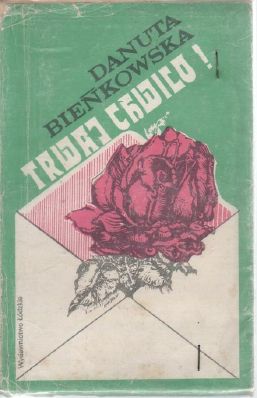 DANUTA
BIEŃKOWSKA
TRWAJ CHWILO!
Wydawnictwo Łódzkie